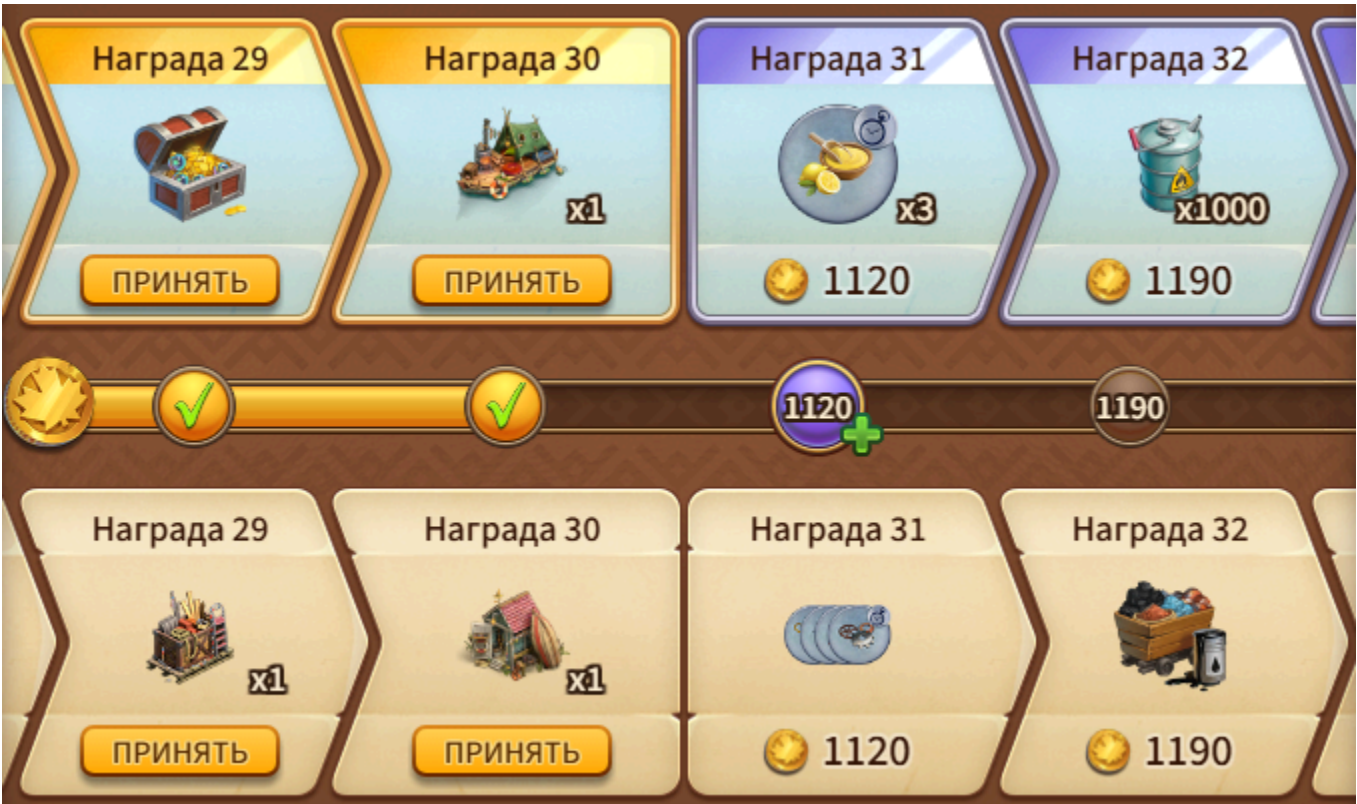 Награда 29
Награда 30
Награда 31
Награда 32
x1
x3
x1000
ПРИНЯТЬ
ПРИНЯТЬ
1120
1190
1120
1190
Награда 29
Награда 30
Награда 31
Награда 32
x1
x1
ПРИНЯТЬ
ПРИНЯТЬ
1120
1190